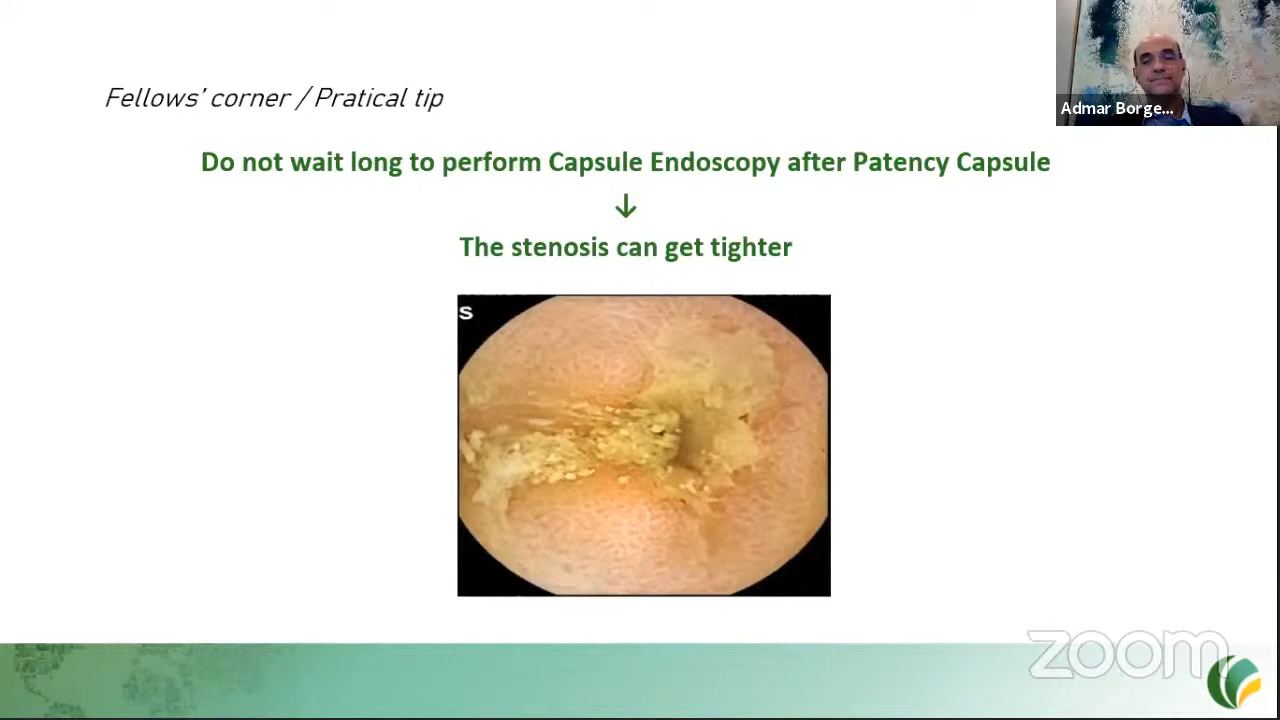 Fellows' corner / Pratical tip
Admar Borge...
Do not wait long to perform Capsule Endoscopy after Patency Capsule
↓
The stenosis can get tighter
S
zoom